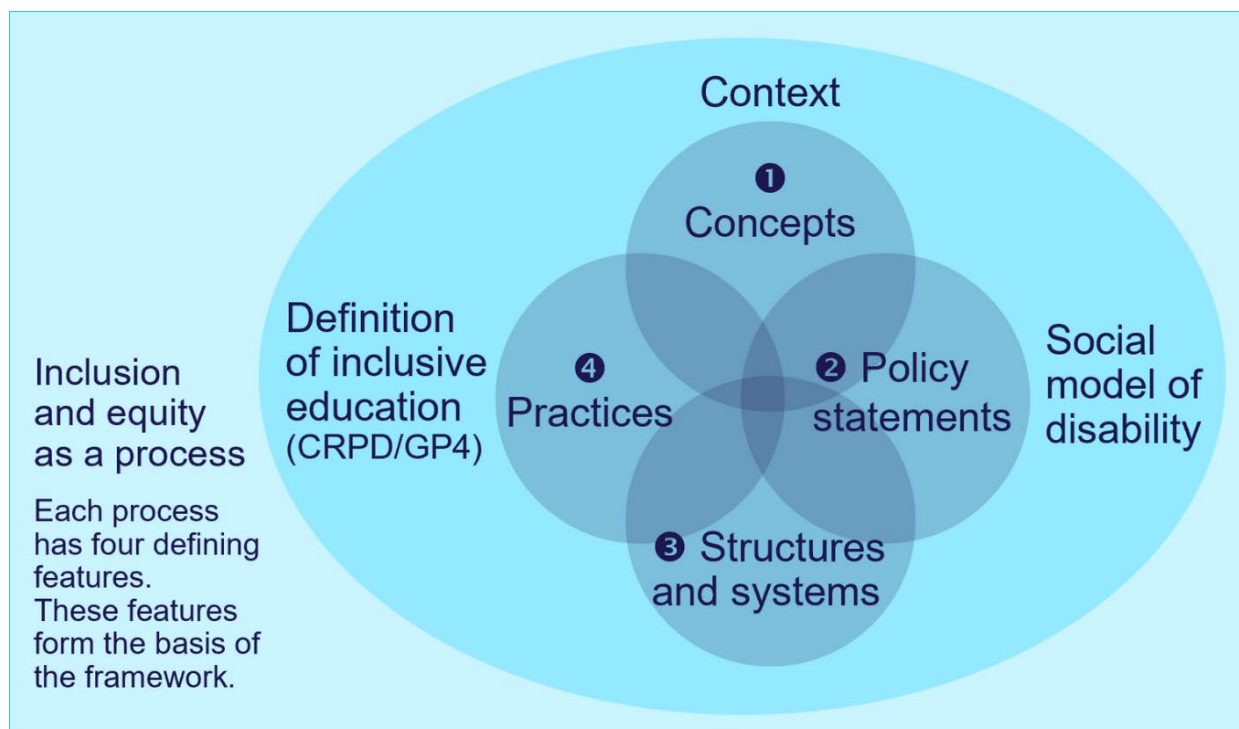 Context
❶
Concepts
Definition
of inclusive
education
(CRPD/GP4)
❹
Practices
❷ Policy
statements
Social
model of
disability
❸ Structures
and systems
Inclusion
and equity
as a process
Each process
has four defining
features.
These features
form the basis of
the framework.